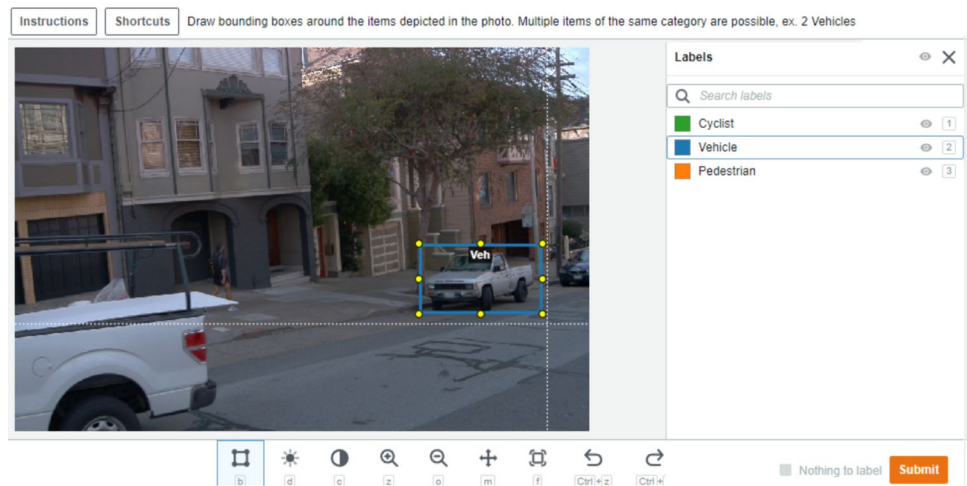 Instructions Shortcuts Draw bounding boxes around the items depicted in the photo. Multiple items of the same category are possible, ex. 2 Vehicles
Labels
Search labels
Cyclist 1
Vehicle 2
Pedestrian 3
Veh
b d c z o m f Ctrl+z Ctrl+
Nothing to label Submit